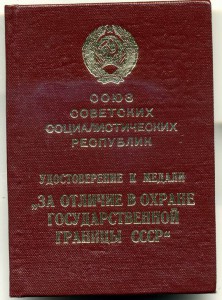 СОЮЗ
СОВЕТСКИХ
СОЦИАЛИСТИЧЕСКИХ
РЕСПУБЛИК
УДОСТОВЕРЕНИЕ К МЕДАЛИ
„ЗА ОТЛИЧИЕ В ОХРАНЕ
ГОСУДАРСТВЕННОЙ
ГРАНИЦЫ СССР“